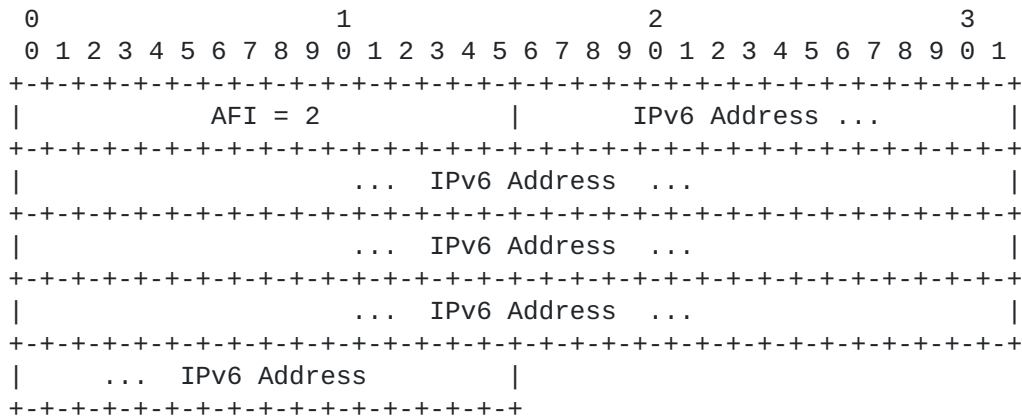 0                   1                   2                   3
 0 1 2 3 4 5 6 7 8 9 0 1 2 3 4 5 6 7 8 9 0 1 2 3 4 5 6 7 8 9 0 1
+-+-+-+-+-+-+-+-+-+-+-+-+-+-+-+-+-+-+-+-+-+-+-+-+-+-+-+-+-+-+-+-+
|            AFI = 2            |       IPv6 Address ...        |
+-+-+-+-+-+-+-+-+-+-+-+-+-+-+-+-+-+-+-+-+-+-+-+-+-+-+-+-+-+-+-+-+
|                     ...  IPv6 Address  ...                    |
+-+-+-+-+-+-+-+-+-+-+-+-+-+-+-+-+-+-+-+-+-+-+-+-+-+-+-+-+-+-+-+-+
|                     ...  IPv6 Address  ...                    |
+-+-+-+-+-+-+-+-+-+-+-+-+-+-+-+-+-+-+-+-+-+-+-+-+-+-+-+-+-+-+-+-+
|                     ...  IPv6 Address  ...                    |
+-+-+-+-+-+-+-+-+-+-+-+-+-+-+-+-+-+-+-+-+-+-+-+-+-+-+-+-+-+-+-+-+
|     ...  IPv6 Address         |
+-+-+-+-+-+-+-+-+-+-+-+-+-+-+-+-+